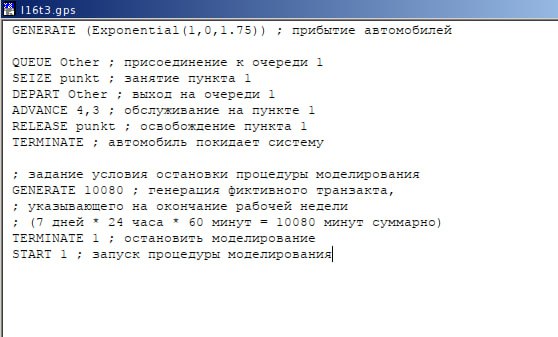 l16t3.gps
GENERATE (Exponential(1,0,1.75)) ; прибытие автомобилей
QUEUE Other ; присоединение к очереди 1
SEIZE punkt ; занятие пункта 1
DEPART Other ; выход на очереди 1
ADVANCE 4,3 ; обслуживание на пункте 1
RELEASE punkt ; освобождение пункта 1
TERMINATE ; автомобиль покидает систему
; задание условия остановки процедуры моделирования
GENERATE 10080 ; генерация фиктивного транзакта,
; указывающего на окончание рабочей недели
; (7 дней * 24 часа * 60 минут = 10080 минут суммарно)
TERMINATE 1 ; остановить моделирование
START 1 ; запуск процедуры моделирования